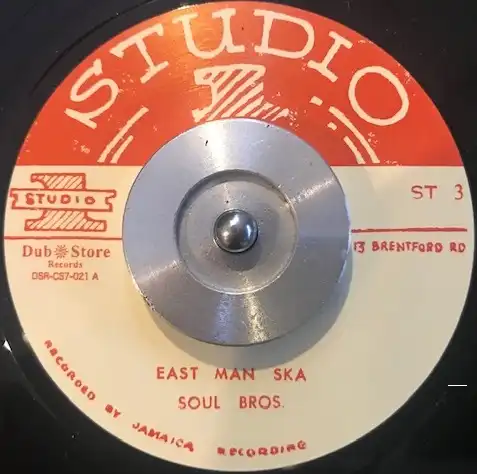 STUDIO
1
STUDIO
1
ST 3
Dub Store
Records
DSR-CS7-021 A
13 BRENTFORD RD
EAST MAN SKA
SOUL BROS.
RECORDED BY JAMAICA RECORDING